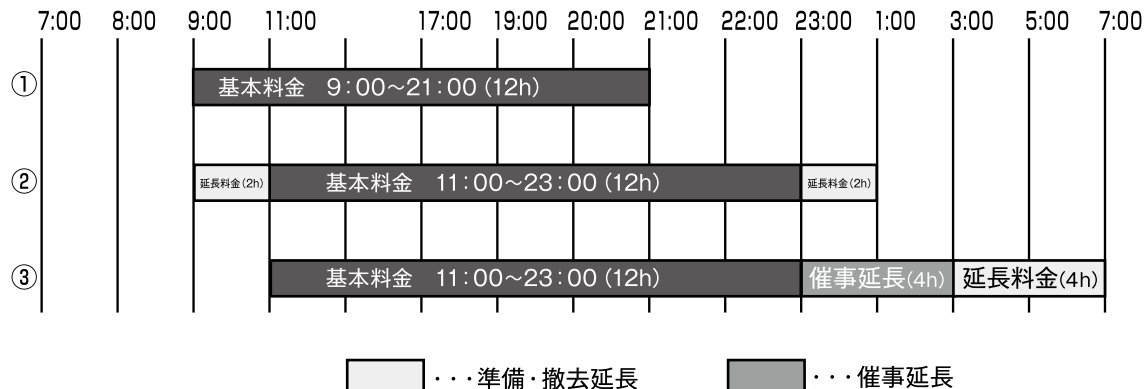 7:00 8:00 9:00 11:00 17:00 19:00 20:00 21:00 22:00 23:00 1:00 3:00 5:00 7:00
① 基本料金 9:00〜21:00 (12h)
② 延長料金(2h) 基本料金 11:00〜23:00 (12h) 延長料金(2h)
③ 基本料金 11:00〜23:00 (12h) 催事延長(4h) 延長料金(4h)
・・・準備・撤去延長 ・・・催事延長